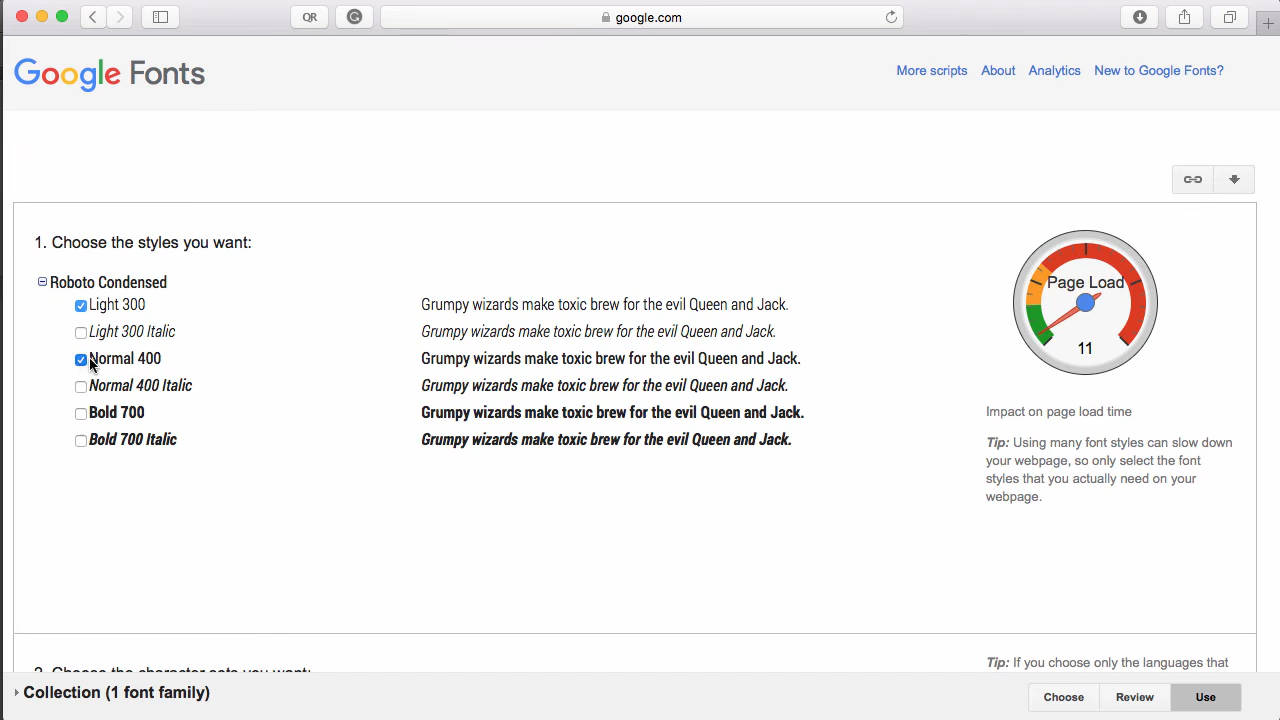 QR
google.com
Google Fonts
More scripts About Analytics New to Google Fonts?
1. Choose the styles you want:
Roboto Condensed
Light 300 Grumpy wizards make toxic brew for the evil Queen and Jack.
Light 300 Italic Grumpy wizards make toxic brew for the evil Queen and Jack.
Normal 400 Grumpy wizards make toxic brew for the evil Queen and Jack.
Normal 400 Italic Grumpy wizards make toxic brew for the evil Queen and Jack.
Bold 700 Grumpy wizards make toxic brew for the evil Queen and Jack.
Bold 700 Italic Grumpy wizards make toxic brew for the evil Queen and Jack.
Page Load
11
Impact on page load time
Tip: Using many font styles can slow down
your webpage, so only select the font
styles that you actually need on your
webpage.
2. Choose the character sets you want:
Tip: If you choose only the languages that
Collection (1 font family)
Choose Review Use